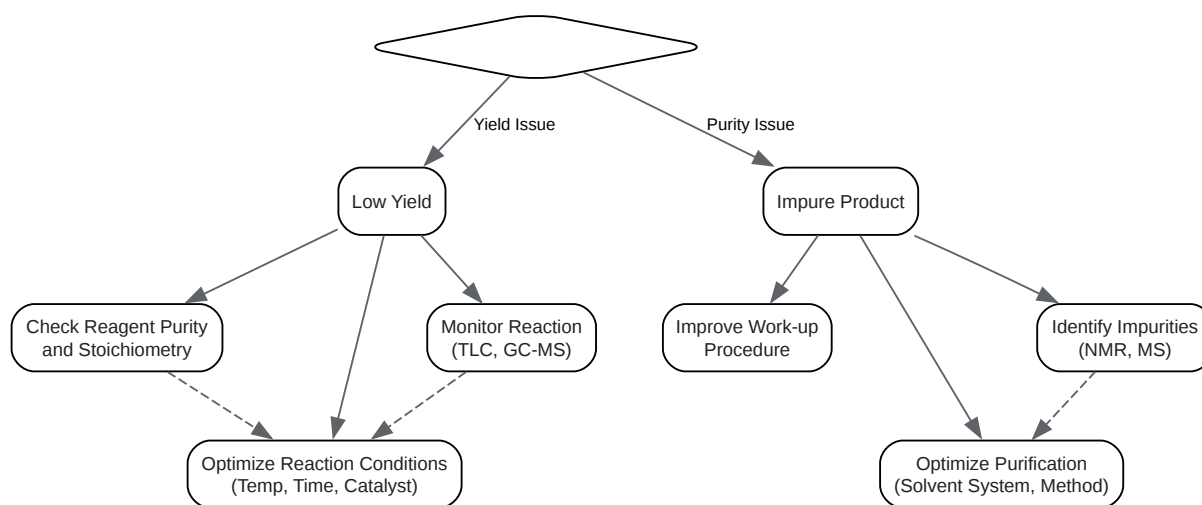 Yield Issue
Purity Issue
Low Yield
Impure Product
Check Reagent Purity
and Stoichiometry
Monitor Reaction
(TLC, GC-MS)
Improve Work-up
Procedure
Identify Impurities
(NMR, MS)
Optimize Reaction Conditions
(Temp, Time, Catalyst)
Optimize Purification
(Solvent System, Method)